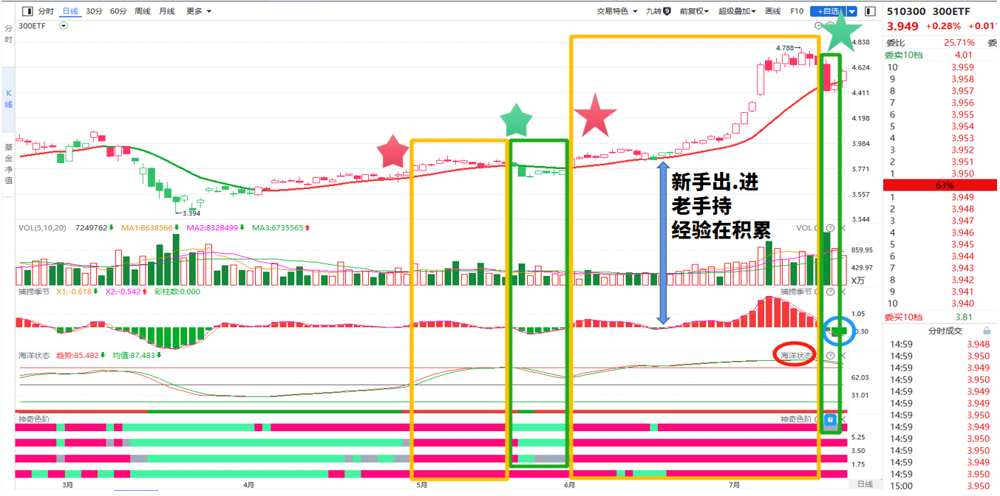 分时 日线 30分 60分 周线 月线 更多 交易特色 九转 9 前复权 超级叠加 画线 F10 +自选
300ETF
分时
K线
基金净值
4.788
3.394
4.838
4.624
4.411
4.198
3.984
3.771
3.557
3.344
新手出.进
老手持
经验在积累
VOL(5,10,20) 7249762 MA1:8638566 MA2:8328499 MA3:6735565 VOL
859.95
429.97
X万
捕捞季节 X1:-0.618 X2:-0.542 彩柱数:0.000 捕捞季节
1.05
0.30
海洋状态 趋势:85.482 均值:87.483 海洋状态
62.03
31.01
神奇色阶 神奇色阶
5.25
3.50
1.75
3月 4月 5月 6月 7月 日线
510300 300ETF
3.949 +0.28% +0.01
委比 25.71% 委
委卖10档 4.01
10 3.959
9 3.958
8 3.957
7 3.956
6 3.955
5 3.954
4 3.953
3 3.952
2 3.951
1 3.950
63%
1 3.949
2 3.948
3 3.947
4 3.946
5 3.945
6 3.944
7 3.943
8 3.942
9 3.941
10 3.940
委买10档 3.81
分时成交
14:59 3.948
14:59 3.950
14:59 3.949
14:59 3.950
14:59 3.949
14:59 3.949
14:59 3.950
14:59 3.949
14:59 3.950
14:59 3.950
14:59 3.949
14:59 3.950
15:00 3.950